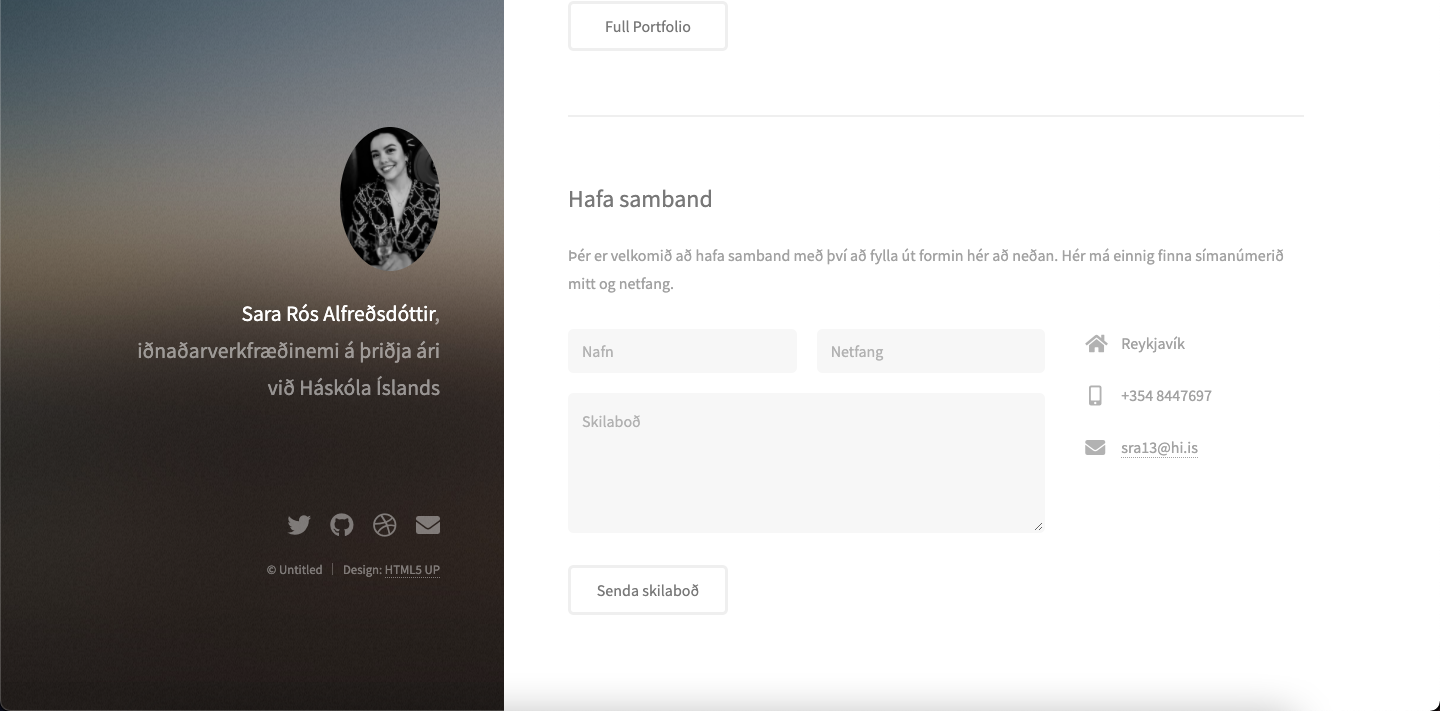 Full Portfolio
Sara Rós Alfreðsdóttir,
iðnaðarverkfræðinemi á þriðja ári
við Háskóla Íslands
© Untitled
Design: HTML5 UP
Hafa samband
Þér er velkomið að hafa samband með því að fylla út formin hér að neðan. Hér má einnig finna símanúmerið
mitt og netfang.
Nafn
Netfang
Skilaboð
Senda skilaboð
Reykjavík
+354 8447697
sra13@hi.is